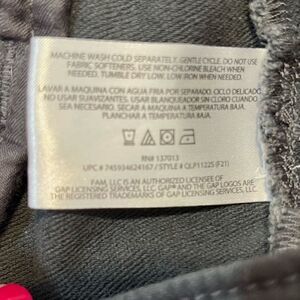 MACHINE WASH COLD SEPARATELY. GENTLE CYCLE. DO NOT USE
FABRIC SOFTENERS. USE NON-CHLORINE BLEACH WHEN
NEEDED. TUMBLE DRY LOW. LOW IRON WHEN NEEDED.
LAVAR A MAQUINA CON AGUA FRIA POR SEPARADO. CICLO DELICADO.
NO USAR SUAVIZANTES. USAR BLANQUEADOR SIN CLORO CUANDO
SEA NECESARIO. SECAR A MAQUINA A TEMPERATURA BAJA.
PLANCHAR A TEMPERATURA BAJA.
RN# 137013
UPC # 745934624167 / STYLE # QLP11225 (F21)
FAM, LLC IS AN AUTHORIZED LICENSEE OF
GAP LICENSING SERVICES, LLC. GAP® AND THE GAP LOGOS ARE
THE REGISTERED TRADEMARKS OF GAP LICENSING SERVICES, LLC.